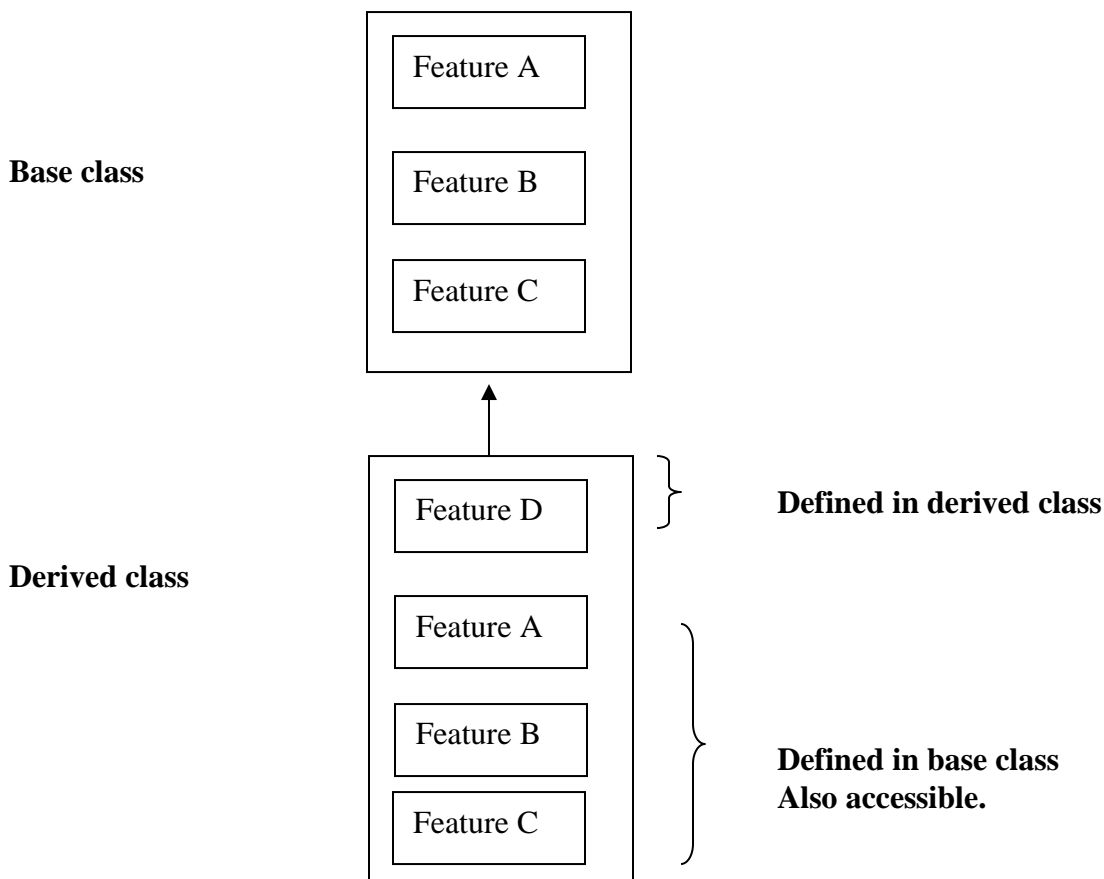 Feature A
Base class
Feature B
Feature C
Feature D
Defined in derived class
Derived class
Feature A
Feature B
Defined in base class
Also accessible.
Feature C